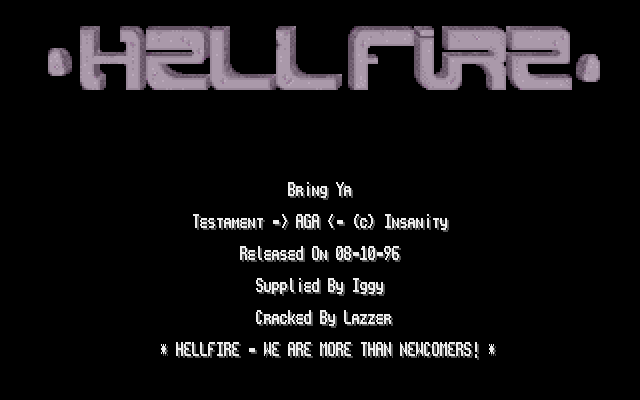 HELLFIRE
Bring Ya
Testament -> AGA <- (c) Insanity
Released On 08-10-96
Supplied By Iggy
Cracked By Lazzer
* HELLFIRE - WE ARE MORE THAN NEWCOMERS! *